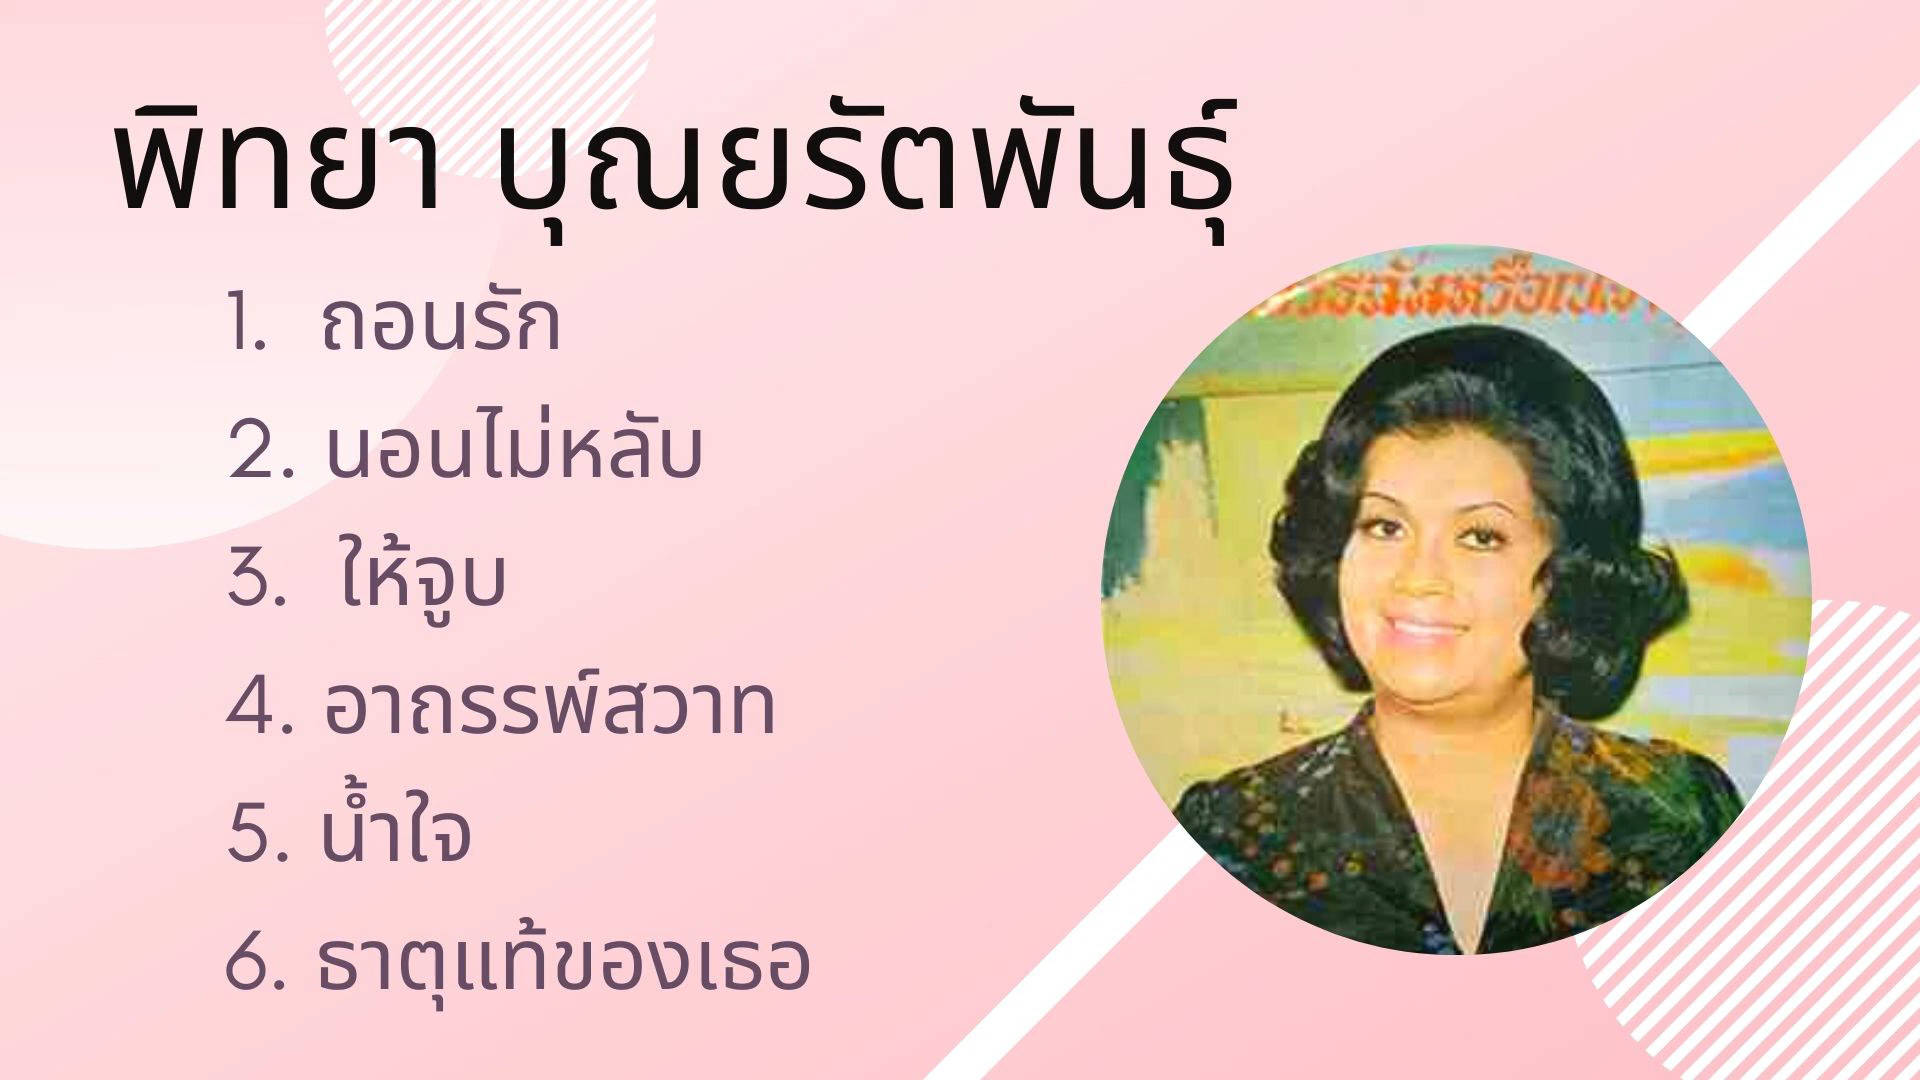 พิทยา บุณยรัตพันธุ์
1. ถอนรัก
2. นอนไม่หลับ
3. ให้จูบ
4. อาถรรพ์สวาท
5. น้ำใจ
6. ธาตุแท้ของเธอ